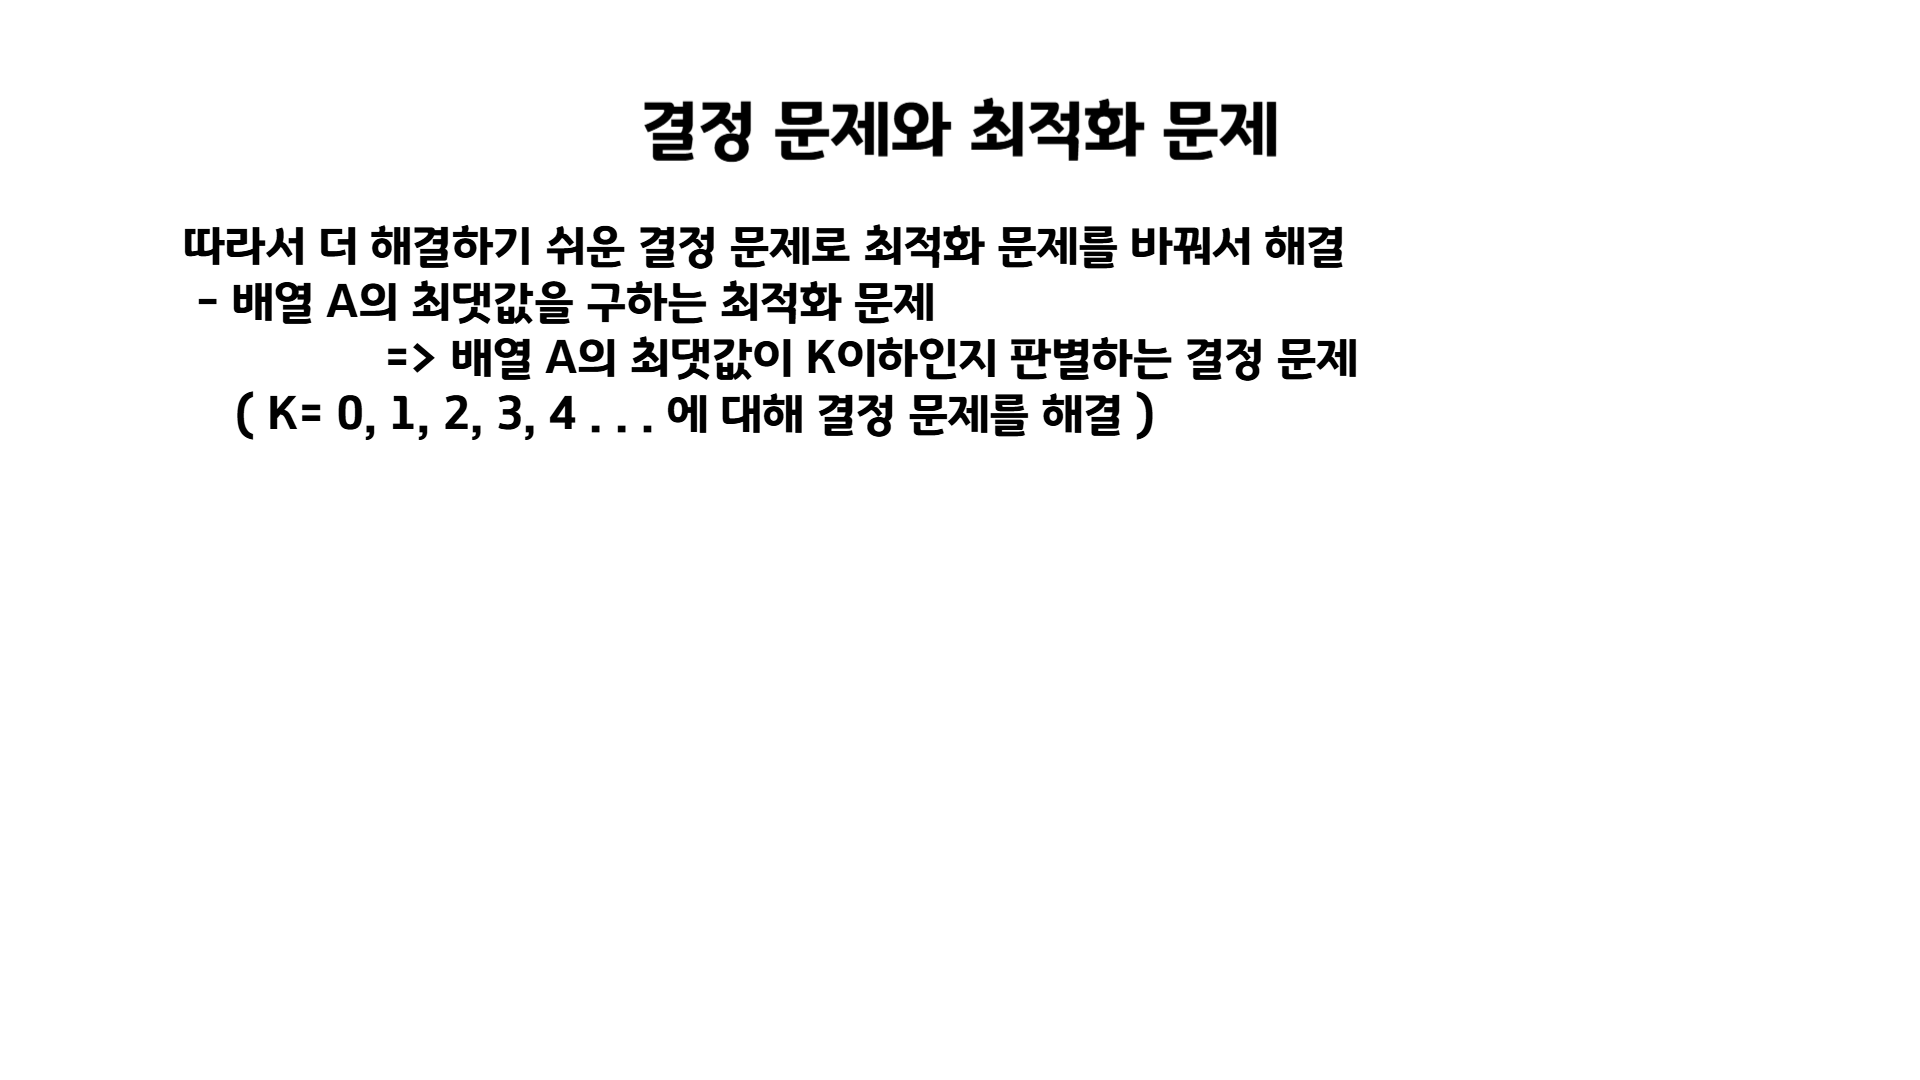 결정 문제와 최적화 문제
따라서 더 해결하기 쉬운 결정 문제로 최적화 문제를 바꿔서 해결
- 배열 A의 최댓값을 구하는 최적화 문제
=> 배열 A의 최댓값이 K이하인지 판별하는 결정 문제
( K= 0, 1, 2, 3, 4 . . . 에 대해 결정 문제를 해결 )